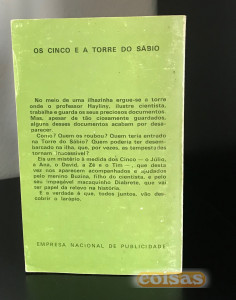 OS CINCO E A TORRE DO SÁBIO
No meio de uma ilhazinha ergue-se a torre
onde o professor Hayliny, ilustre cientista,
trabalha e guarda os seus preciosos documentos.
Mas, apesar de tão ciosamente guardados,
alguns desses documentos acabam por desa-
parecer.
Como? Quem os roubou? Quem teria entrado
na Torre do Sábio? Quem poderia ter desem-
barcado na ilha, que, por vezes, as tempestades
tornam inacessível?
Eis um mistério à medida dos Cinco — o Júlio,
a Ana, o David, a Zé e o Tim — que desta
vez nos aparecem acompanhados e ajudados
pelo menino Buzina, filho do cientista, e pelo
seu inseparável macaquinho Diabrete, que vai
ter papel de relevo na história.
E a verdade é que, todos juntos, vão des-
cobrir o larápio.
EMPRESA NACIONAL DE PUBLICIDADE
coisas